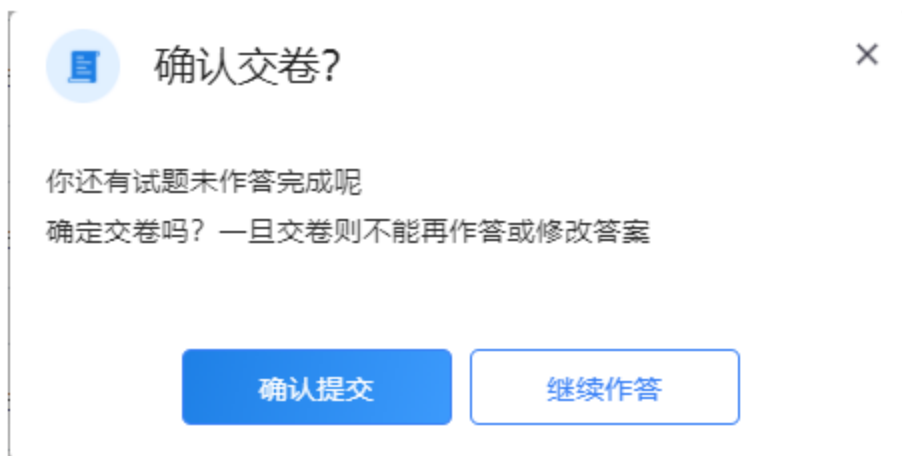 确认交卷?
你还有试题未作答完成呢
确定交卷吗？一旦交卷则不能再作答或修改答案
确认提交
继续作答